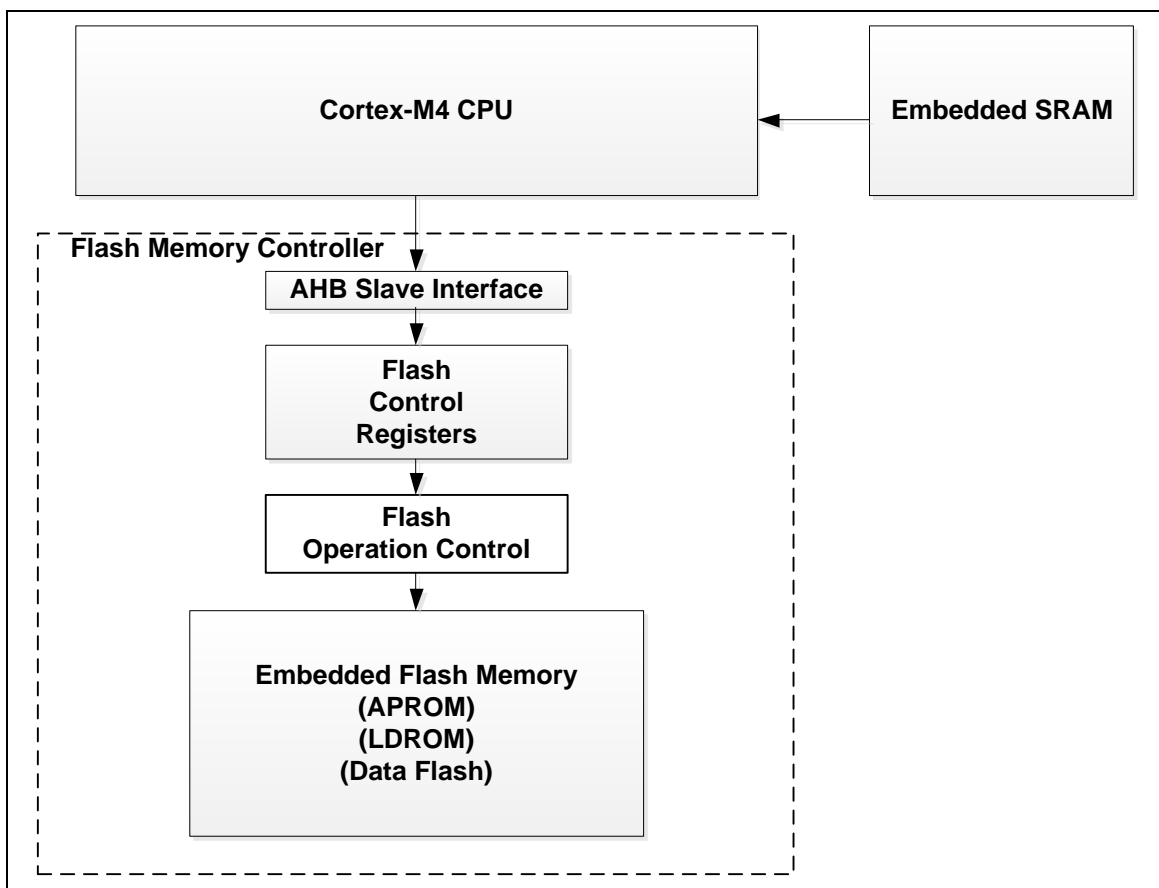 Cortex-M4 CPU
Embedded SRAM
Flash Memory Controller
AHB Slave Interface
Flash
Control
Registers
Flash
Operation Control
Embedded Flash Memory
(APROM)
(LDROM)
(Data Flash)